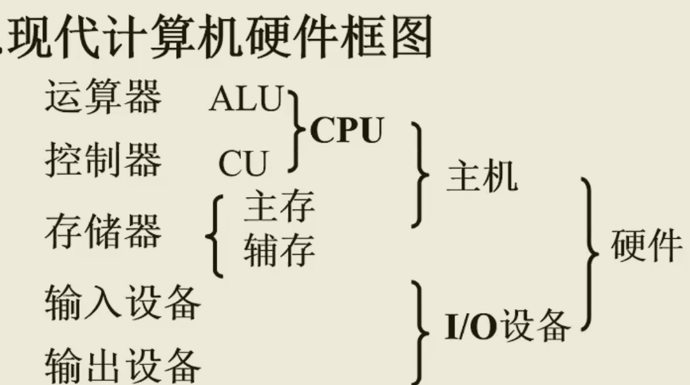 .现代计算机硬件框图
运算器 ALU
CPU
控制器 CU
主机
存储器
主存
辅存
硬件
输入设备
I/O设备
输出设备